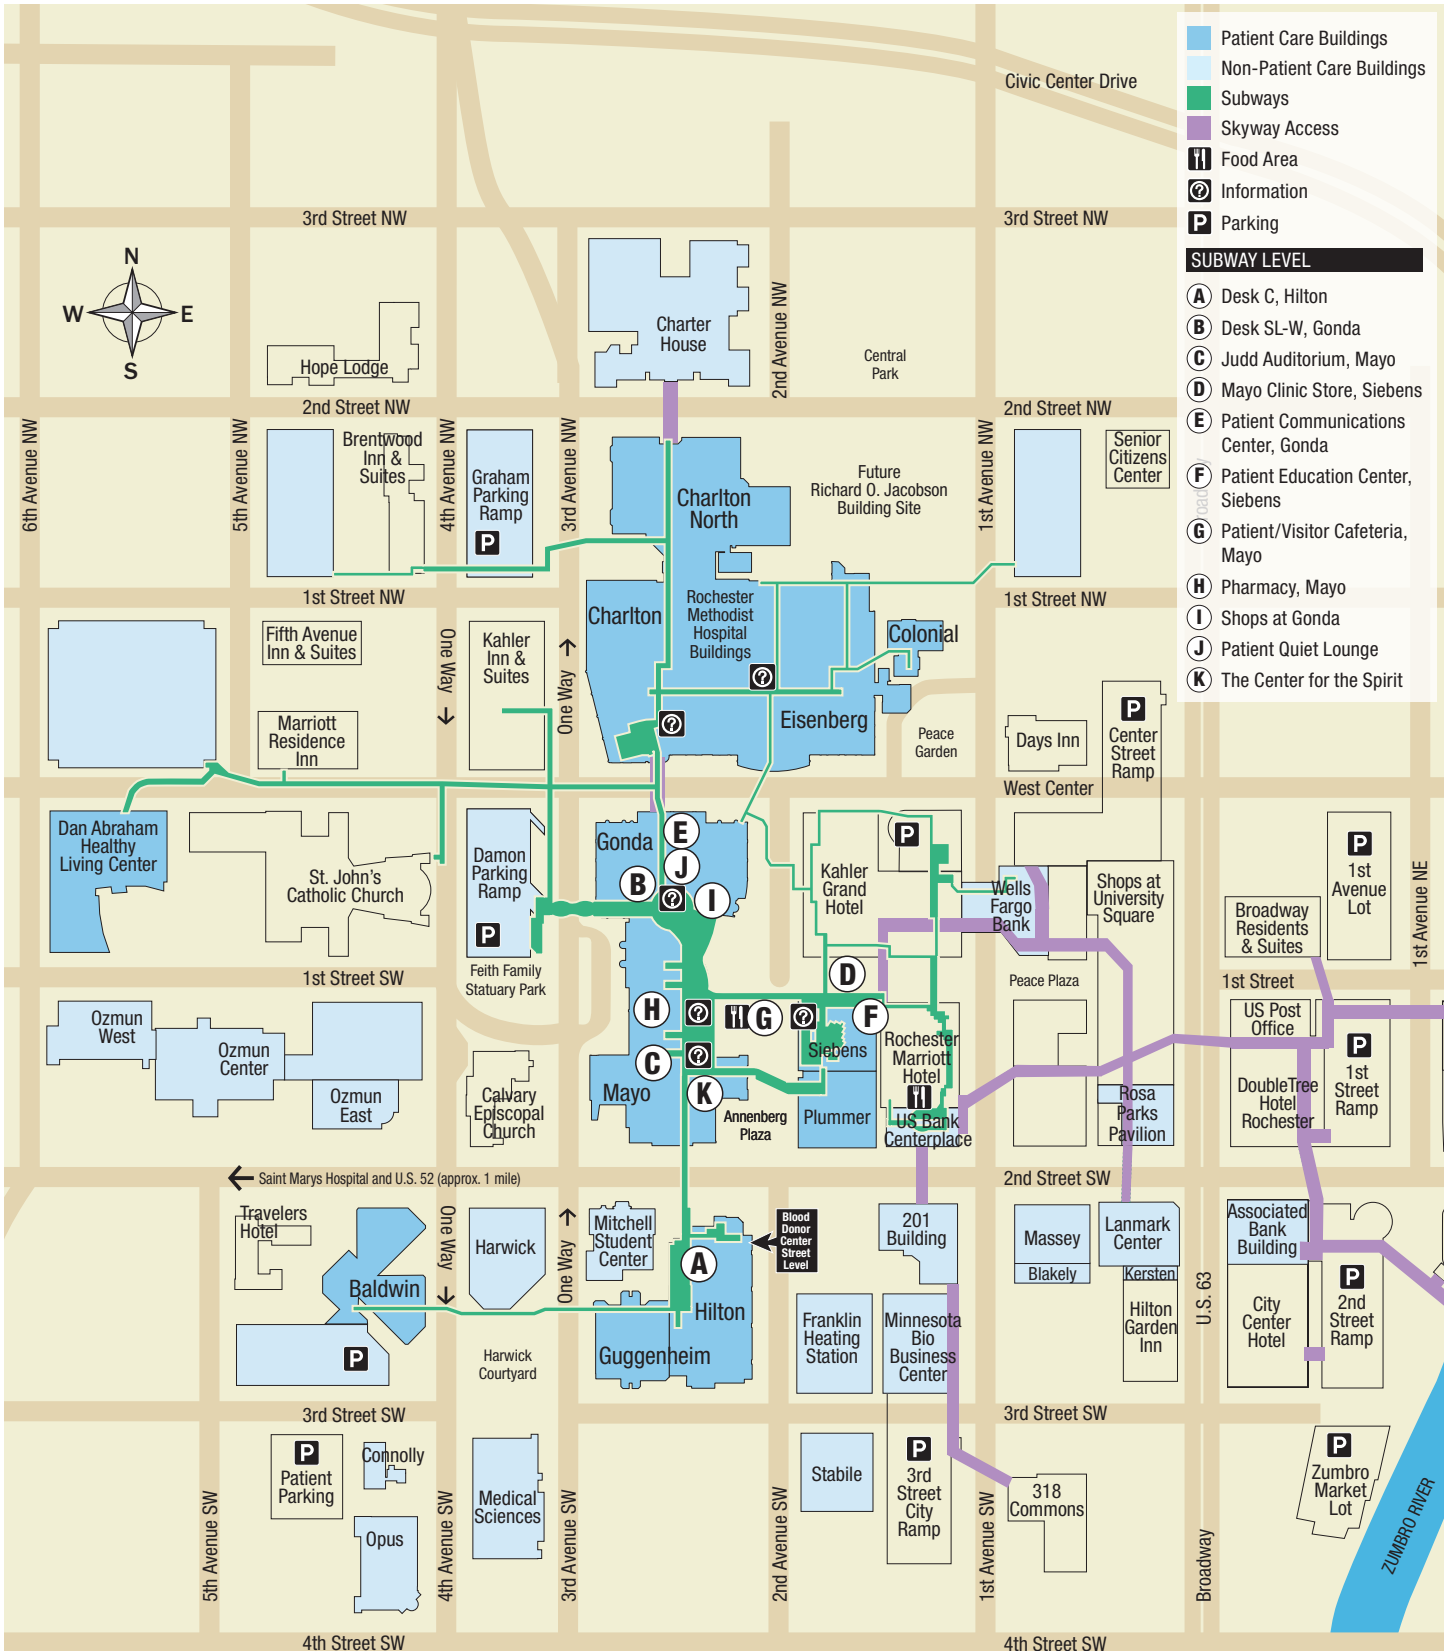 Patient Care Buildings
Non-Patient Care Buildings
Subways
Skyway Access
Food Area
Information
P Parking
SUBWAY LEVEL
A Desk C, Hilton
B Desk SL-W, Gonda
C Judd Auditorium, Mayo
D Mayo Clinic Store, Siebens
E Patient Communications
Center, Gonda
F Patient Education Center,
Siebens
G Patient/Visitor Cafeteria,
Mayo
H Pharmacy, Mayo
I Shops at Gonda
J Patient Quiet Lounge
K The Center for the Spirit
Civic Center Drive
3rd Street NW
3rd Street NW
N
W
E
S
Charter
House
2nd Avenue NW
Central
Park
Hope Lodge
2nd Street NW
2nd Street NW
6th Avenue NW
5th Avenue NW
Brentwood
Inn &
Suites
4th Avenue NW
Graham
Parking
Ramp
P
3rd Avenue NW
Charlton
North
Future
Richard O. Jacobson
Building Site
1st Avenue NW
Senior
Citizens
Center
1st Street NW
1st Street NW
Fifth Avenue
Inn & Suites
One Way
Kahler
Inn &
Suites
One Way
Charlton
Rochester
Methodist
Hospital
Buildings
?
Colonial
Marriott
Residence
Inn
?
Eisenberg
Peace
Garden
Days Inn
P
Center
Street
Ramp
West Center
Dan Abraham
Healthy
Living Center
St. John's
Catholic Church
Damon
Parking
Ramp
P
Gonda
E
J
B
?
I
Kahler
Grand
Hotel
P
Wells
Fargo
Bank
Shops at
University
Square
P
1st
Avenue
Lot
Broadway
Residents
& Suites
1st Avenue NE
1st Street SW
Feith Family
Statuary Park
D
Peace Plaza
1st Street
Ozmun
West
Ozmun
Center
Ozmun
East
Calvary
Episcopal
Church
H
?
G
?
F
C
?
K
Mayo
Annenberg
Plaza
Siebens
Plummer
Rochester
Marriott
Hotel
US Bank
Centerplace
Rosa
Parks
Pavilion
US Post
Office
DoubleTree
Hotel
Rochester
P
1st
Street
Ramp
Saint Marys Hospital and U.S. 52 (approx. 1 mile)
2nd Street SW
Travelers
Hotel
Baldwin
P
One Way
Harwick
One Way
Mitchell
Student
Center
A
Hilton
Guggenheim
Blood
Donor
Center
Street
Level
201
Building
Massey
Blakely
Lanmark
Center
Kersten
Hilton
Garden
Inn
U.S. 63
Associated
Bank
Building
City
Center
Hotel
P
2nd
Street
Ramp
Harwick
Courtyard
Franklin
Heating
Station
Minnesota
Bio
Business
Center
3rd Street SW
3rd Street SW
5th Avenue SW
P
Patient
Parking
Connolly
Opus
4th Avenue SW
Medical
Sciences
3rd Avenue SW
2nd Avenue SW
Stabile
P
3rd
Street
City
Ramp
1st Avenue SW
318
Commons
Broadway
P
Zumbro
Market
Lot
ZUMBRO RIVER
4th Street SW
4th Street SW